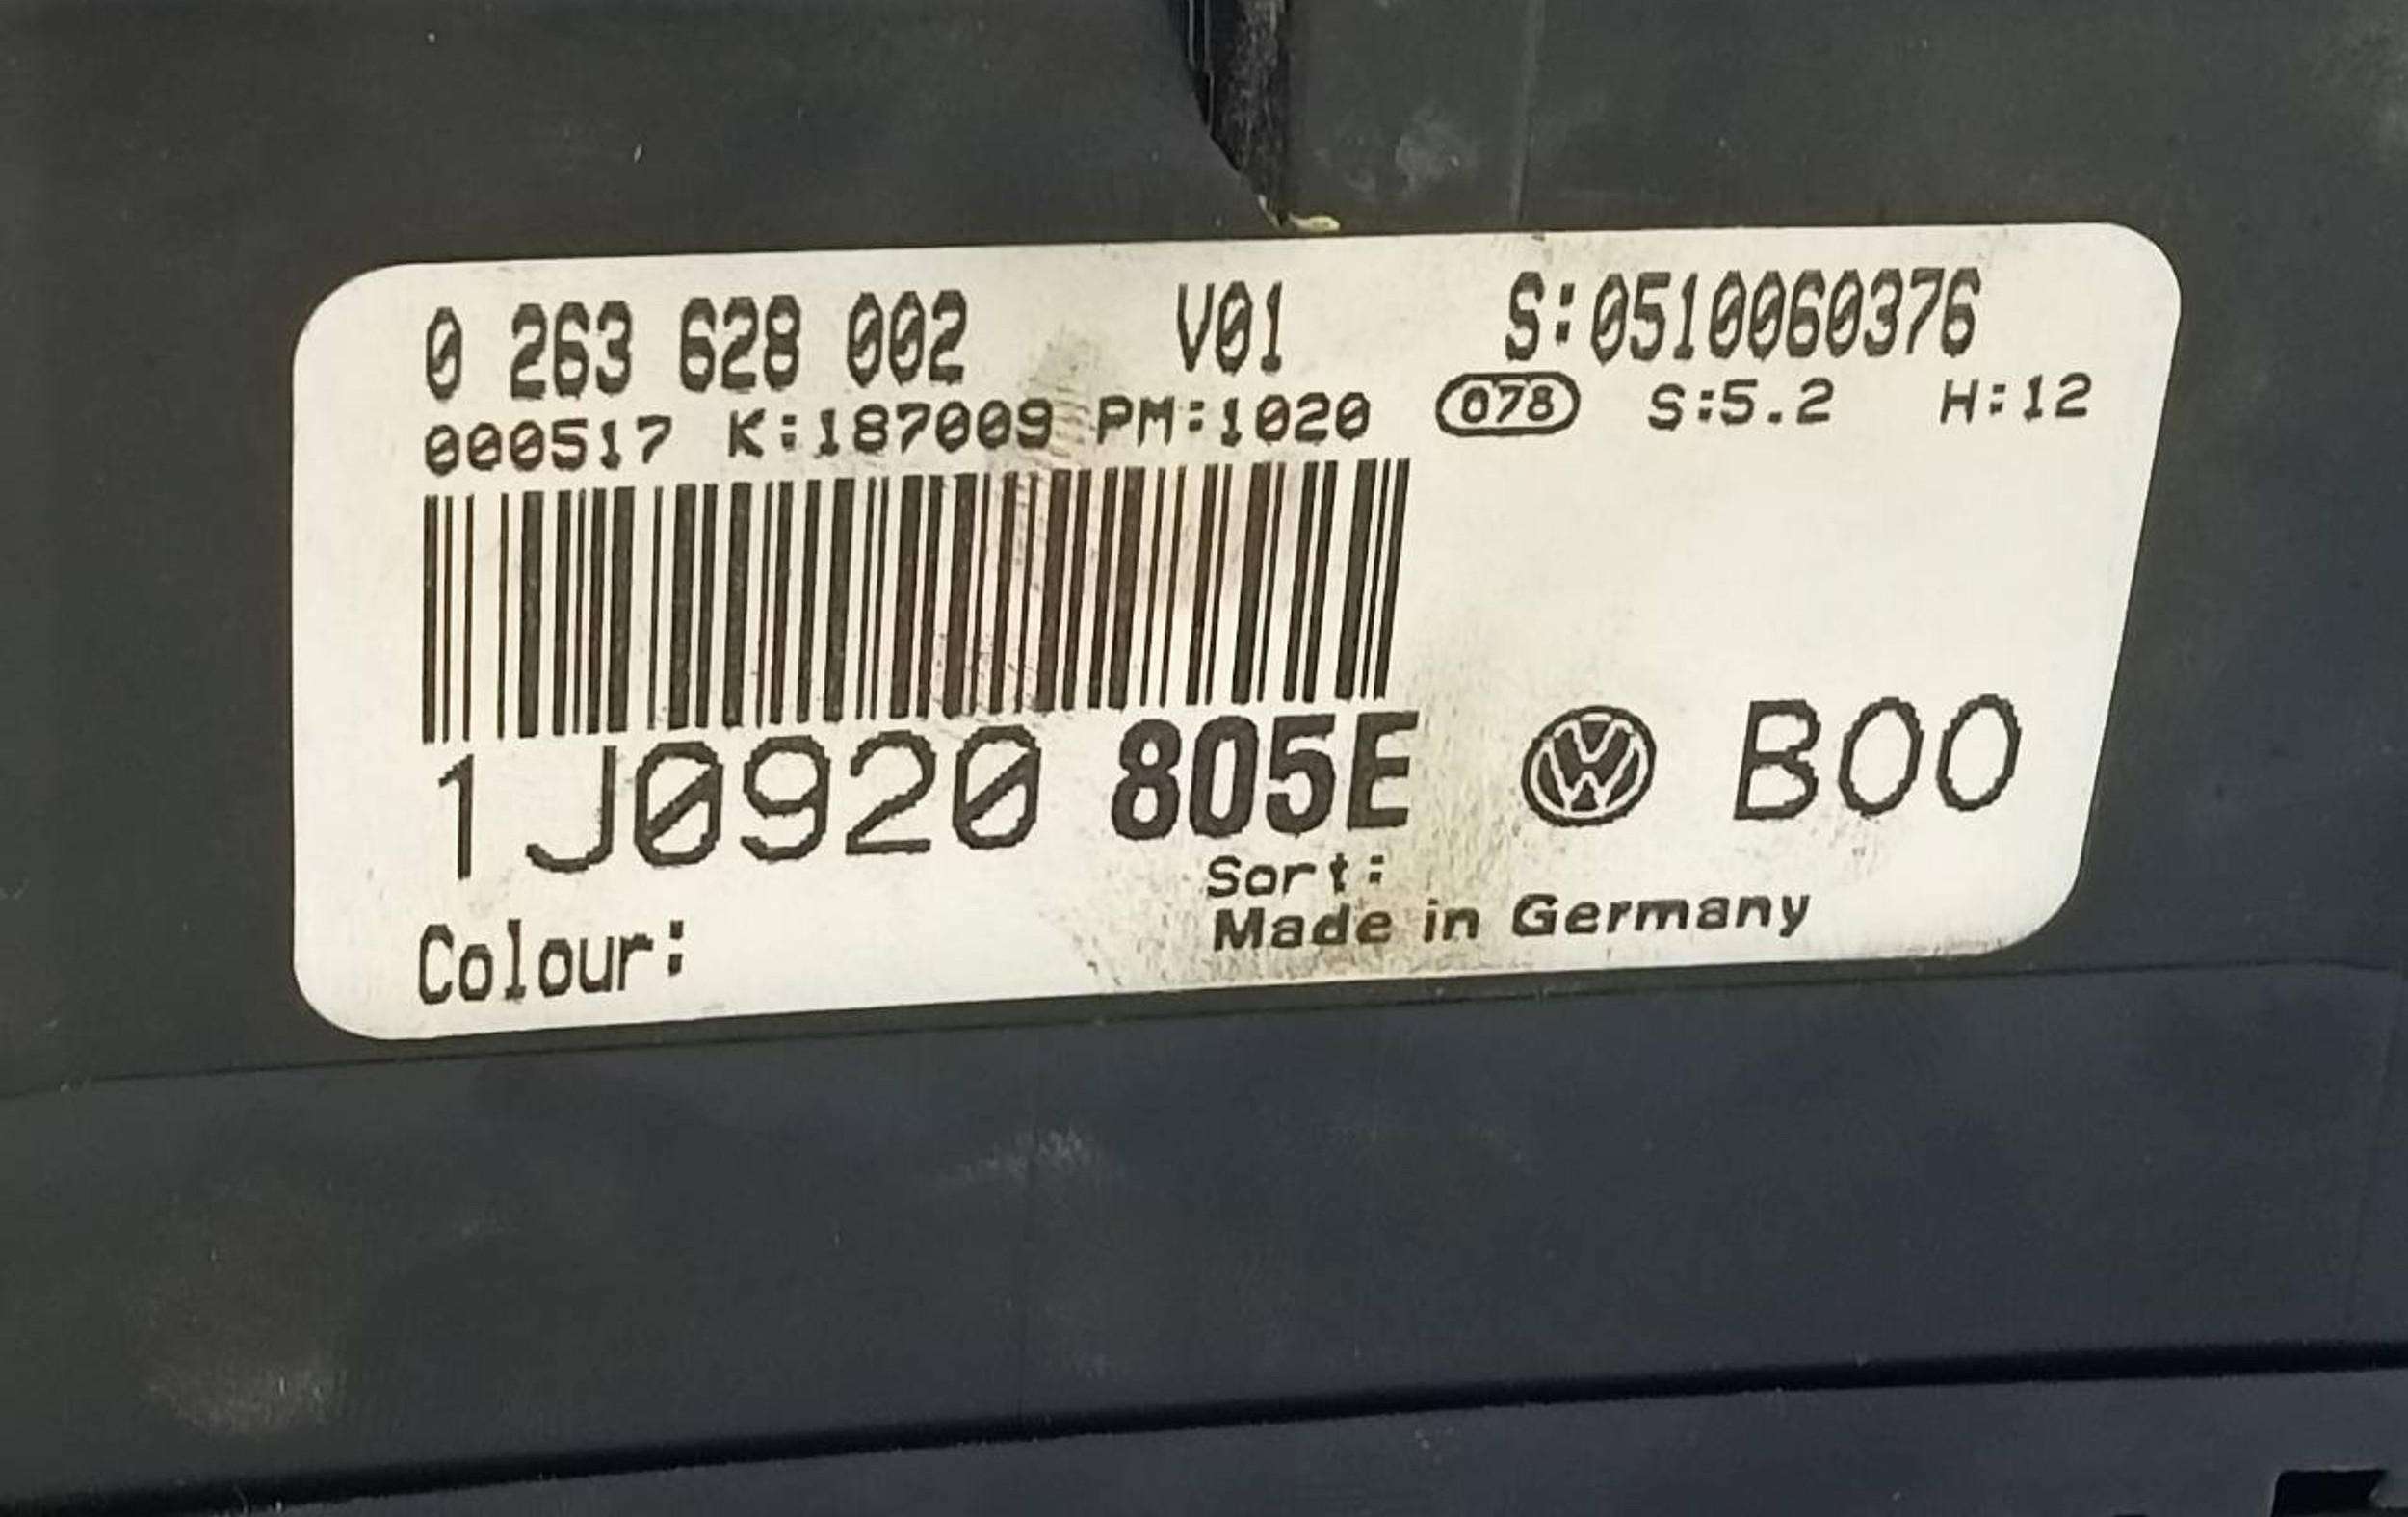 0 263 628 002 V01 S:0510060376
000517 K:187009 PM:1020 078 S:5.2 H:12
1J0920 805E B00
Sort:
Made in Germany
Colour: